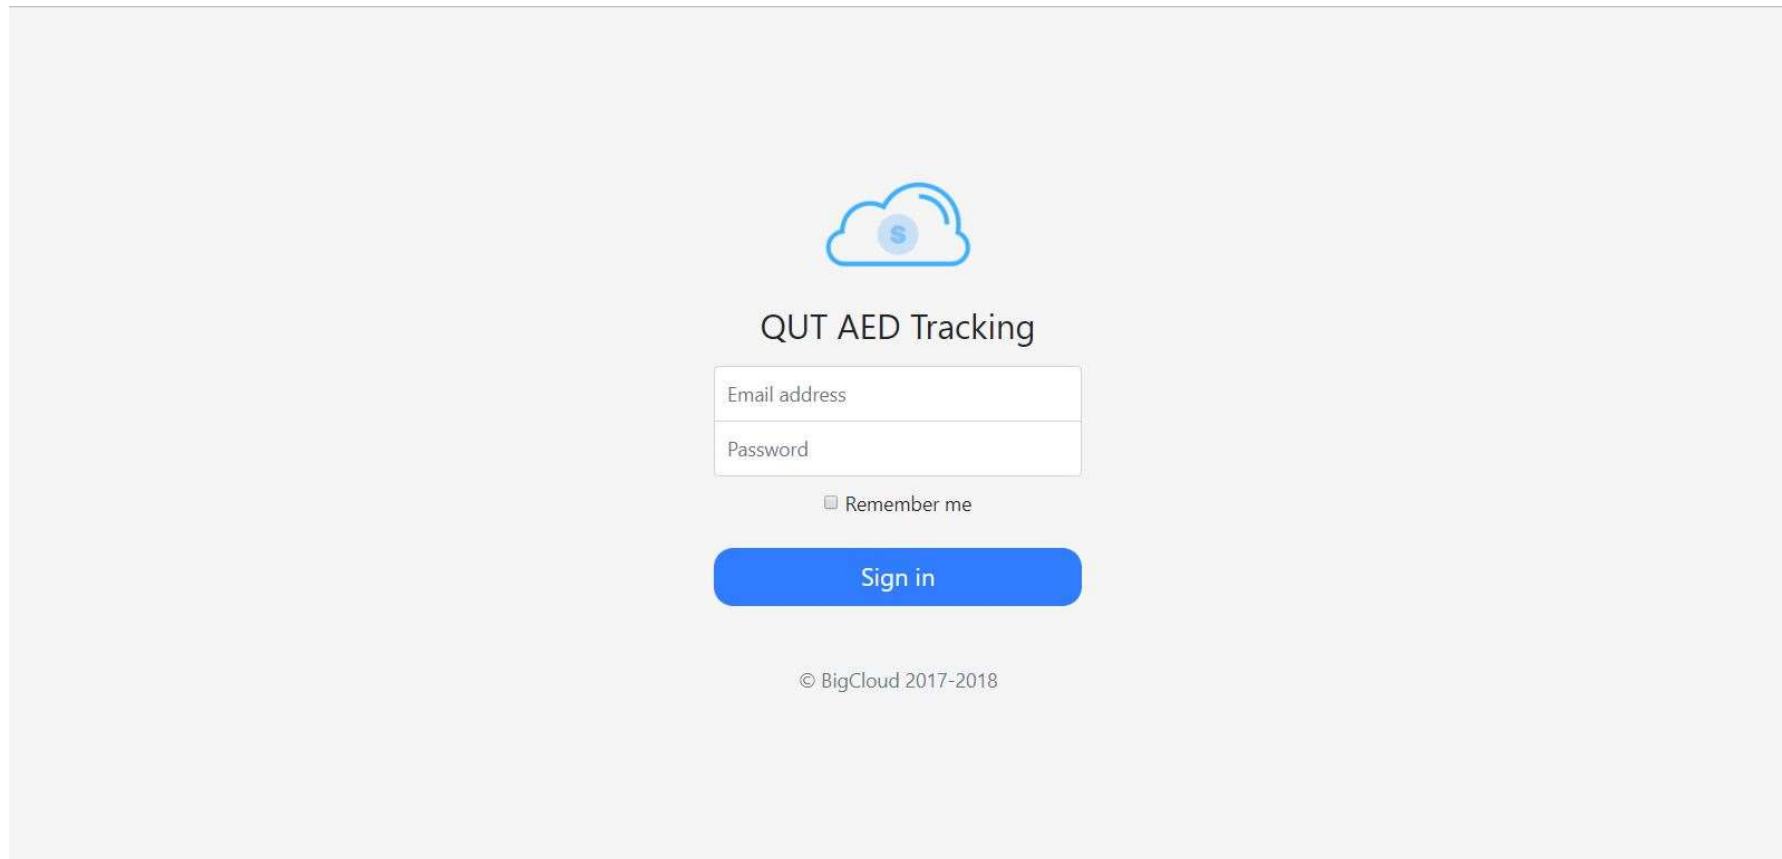 $
QUT AED Tracking
Email address
Password
Remember me
Sign in
© BigCloud 2017-2018